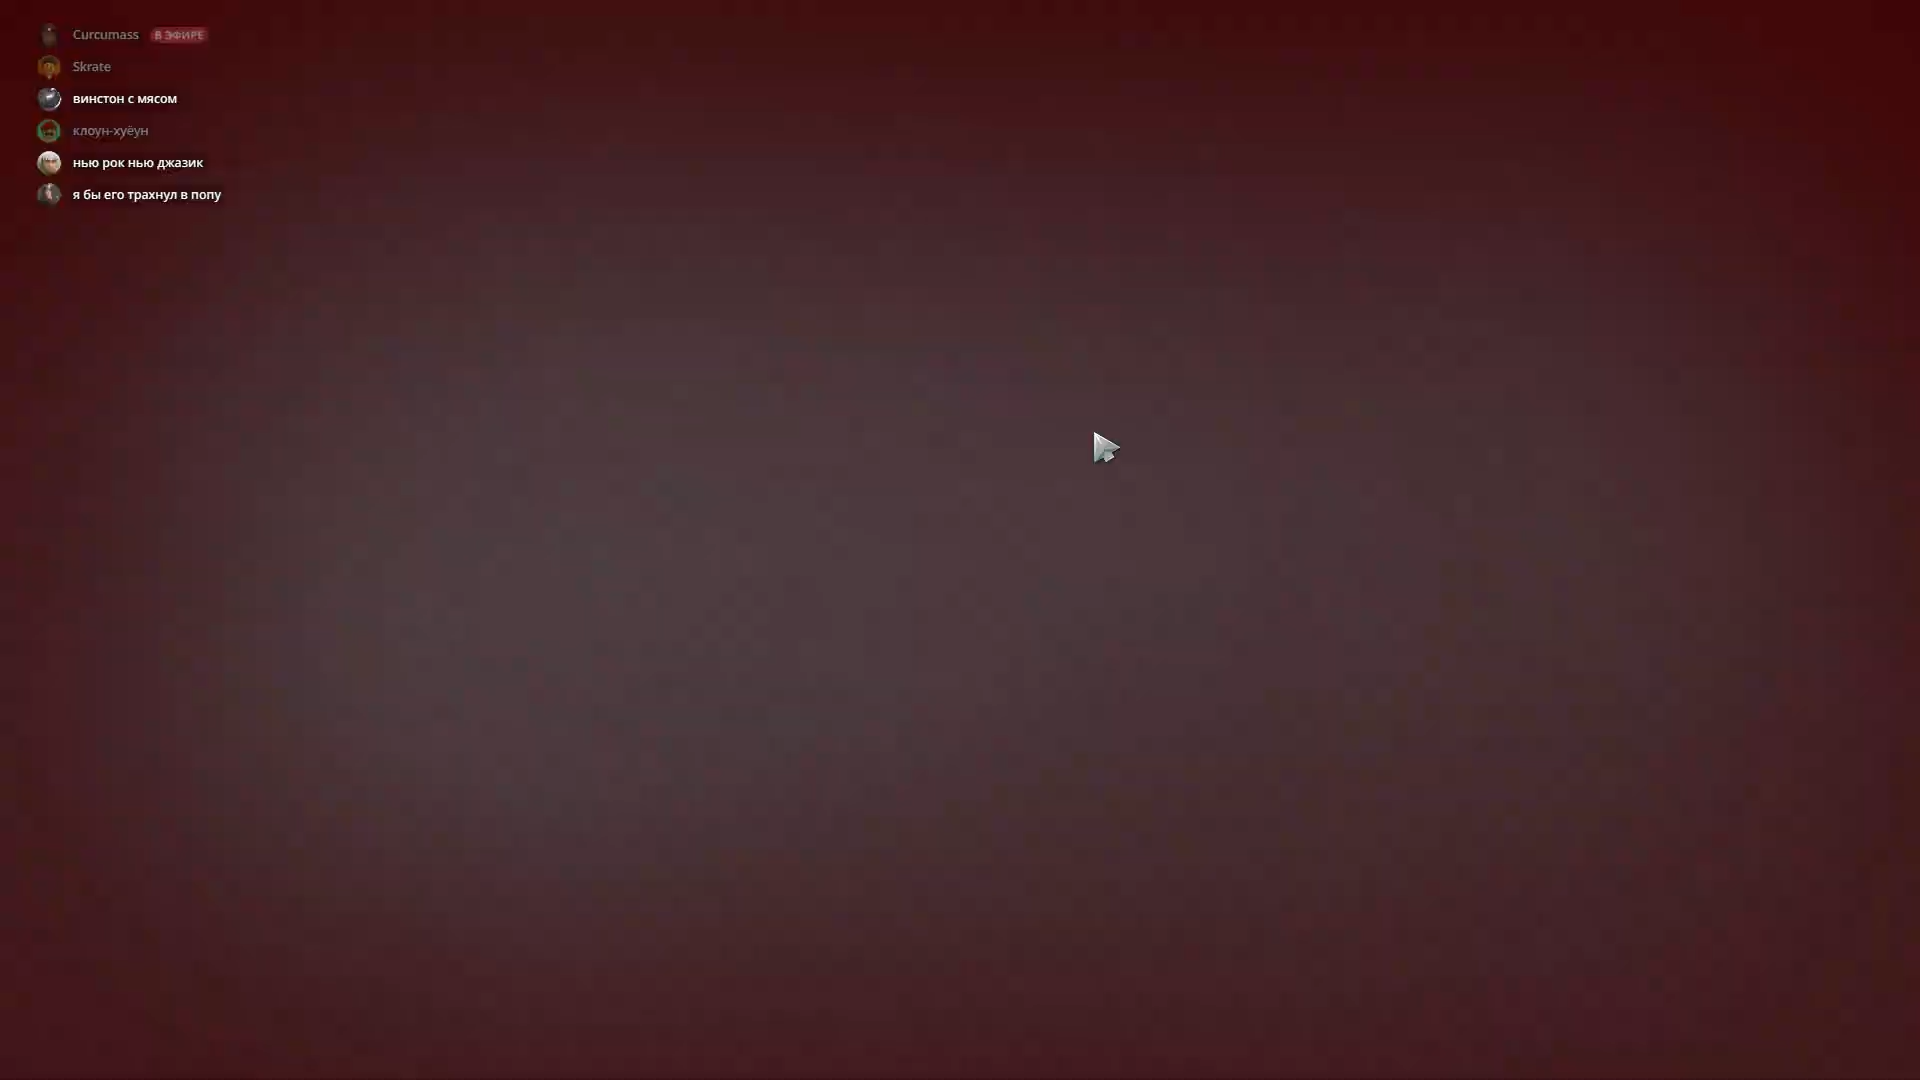 Curcumass В ЭФИРЕ
Skrate
винстон с мясом
клоун-хуёун
нью рок нью джазик
я бы его трахнул в попу